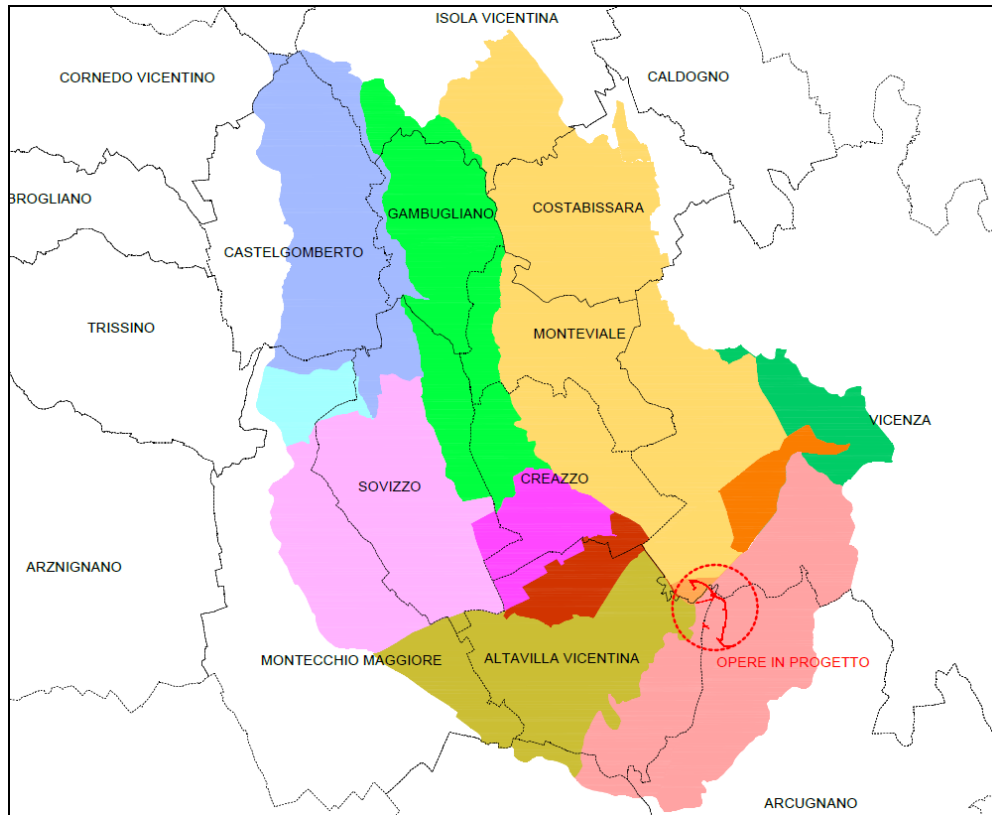 ISOLA VICENTINA
CORNEDO VICENTINO
CALDOGNO
BROGLIANO
GAMBUGLIANO
COSTABISSARA
CASTELGOMBERTO
TRISSINO
MONTEVIALE
VICENZA
SOVIZZO
CREAZZO
ARZNIGNANO
MONTECCHIO MAGGIORE
ALTAVILLA VICENTINA
OPERE IN PROGETTO
ARCUGNANO